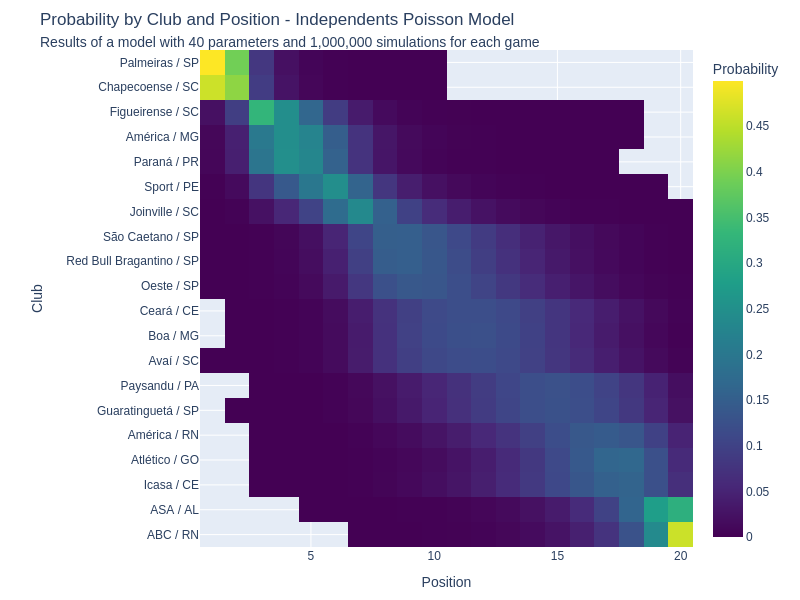 Probability by Club and Position - Independents Poisson Model
Results of a model with 40 parameters and 1,000,000 simulations for each game
Probability
Palmeiras / SP
Chapecoense / SC
Figueirense / SC
América / MG
Paraná / PR
Sport / PE
Joinville / SC
São Caetano / SP
Red Bull Bragantino / SP
Oeste / SP
Ceará / CE
Boa / MG
Avaí / SC
Paysandu / PA
Guaratinguetá / SP
América / RN
Atlético / GO
Icasa / CE
ASA / AL
ABC / RN
Club
5
10
15
20
Position
0.45
0.4
0.35
0.3
0.25
0.2
0.15
0.1
0.05
0